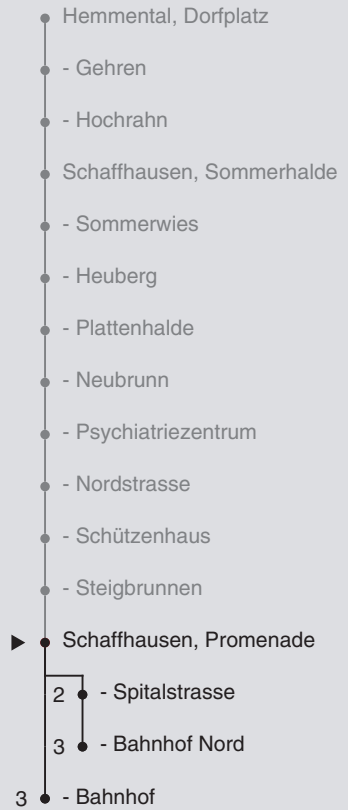 Hemmental, Dorfplatz
- Gehren
- Hochrahn
Schaffhausen, Sommerhalde
- Sommerwies
- Heuberg
- Plattenhalde
- Neubrunn
- Psychiatriezentrum
- Nordstrasse
- Schützenhaus
- Steigbrunnen
Schaffhausen, Promenade
2 - Spitalstrasse
3 - Bahnhof Nord
3 - Bahnhof